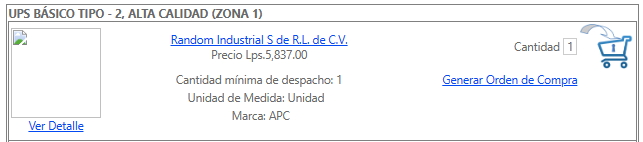 UPS BÁSICO TIPO - 2, ALTA CALIDAD (ZONA 1)
Random Industrial S de R.L. de C.V.
Precio Lps.5,837.00
Cantidad 1
Cantidad mínima de despacho: 1
Generar Orden de Compra
Unidad de Medida: Unidad
Marca: APC
Ver Detalle